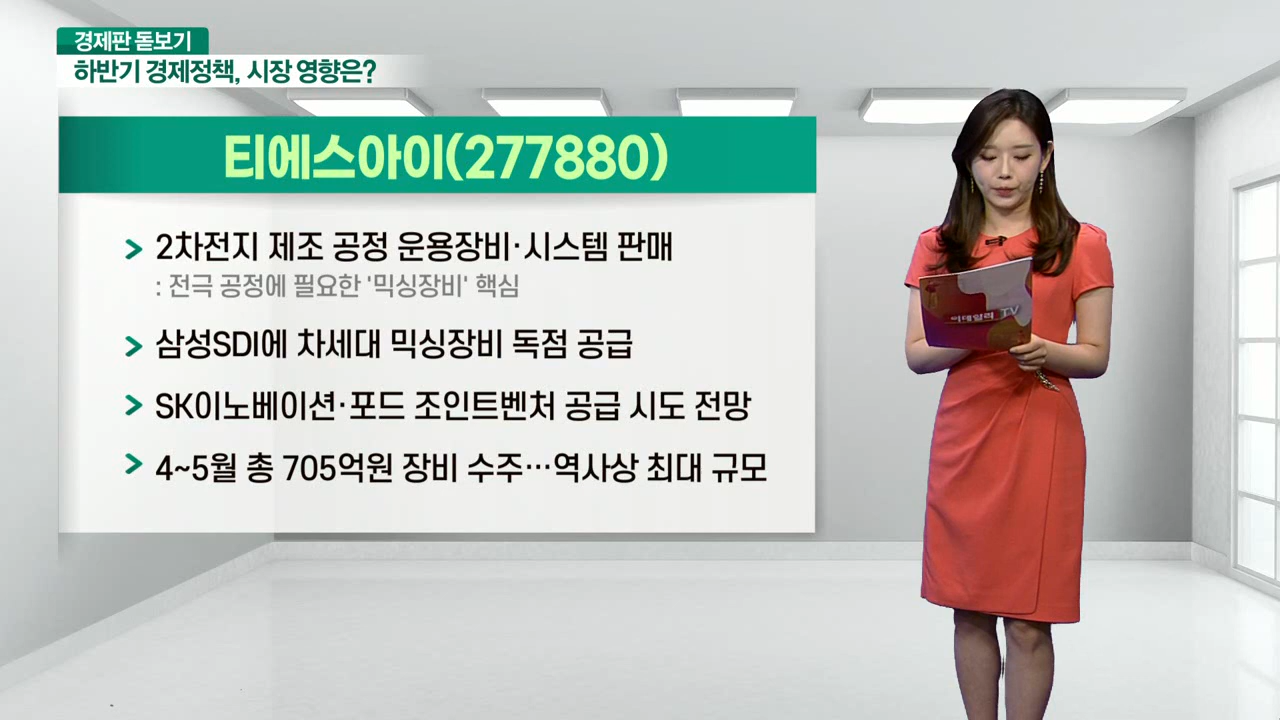 경제판 돋보기
하반기 경제정책, 시장 영향은?
티에스아이(277880)
2차전지 제조 공정 운용장비·시스템 판매
: 전극 공정에 필요한 '믹싱장비' 핵심
삼성SDI에 차세대 믹싱장비 독점 공급
SK이노베이션·포드 조인트벤처 공급 시도 전망
4~5월 총 705억원 장비 수주…역사상 최대 규모
이데일리 TV